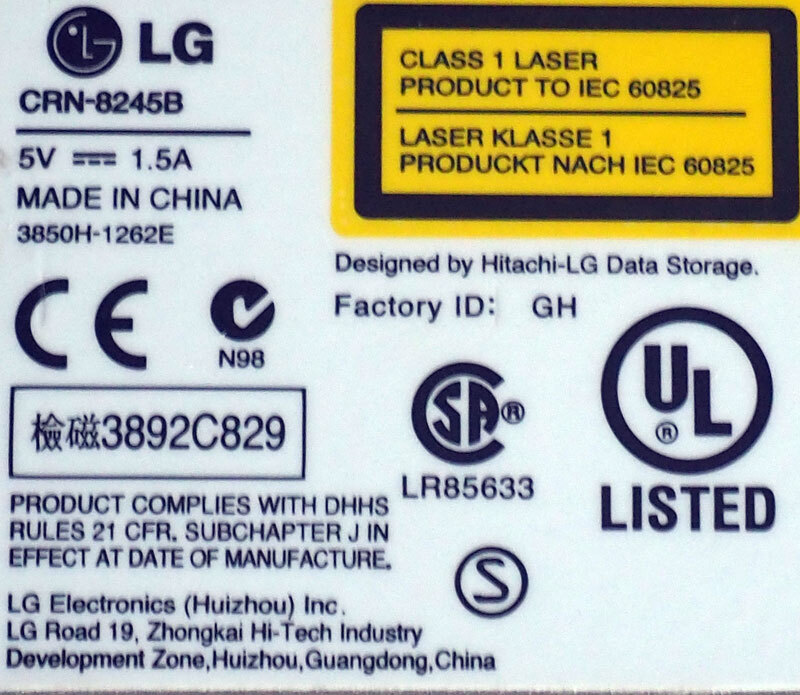 LG
CRN-8245B
5V 1.5A
MADE IN CHINA
3850H-1262E
CLASS 1 LASER
PRODUCT TO IEC 60825
LASER KLASSE 1
PRODUCKT NACH IEC 60825
Designed by Hitachi-LG Data Storage.
Factory ID: GH
CE
N98
檢磁3892C829
SA®
LR85633
UL®
LISTED
PRODUCT COMPLIES WITH DHHS
RULES 21 CFR. SUBCHAPTER J IN
EFFECT AT DATE OF MANUFACTURE.
S
LG Electronics (Huizhou) Inc.
LG Road 19, Zhongkai Hi-Tech Industry
Development Zone,Huizhou,Guangdong,China